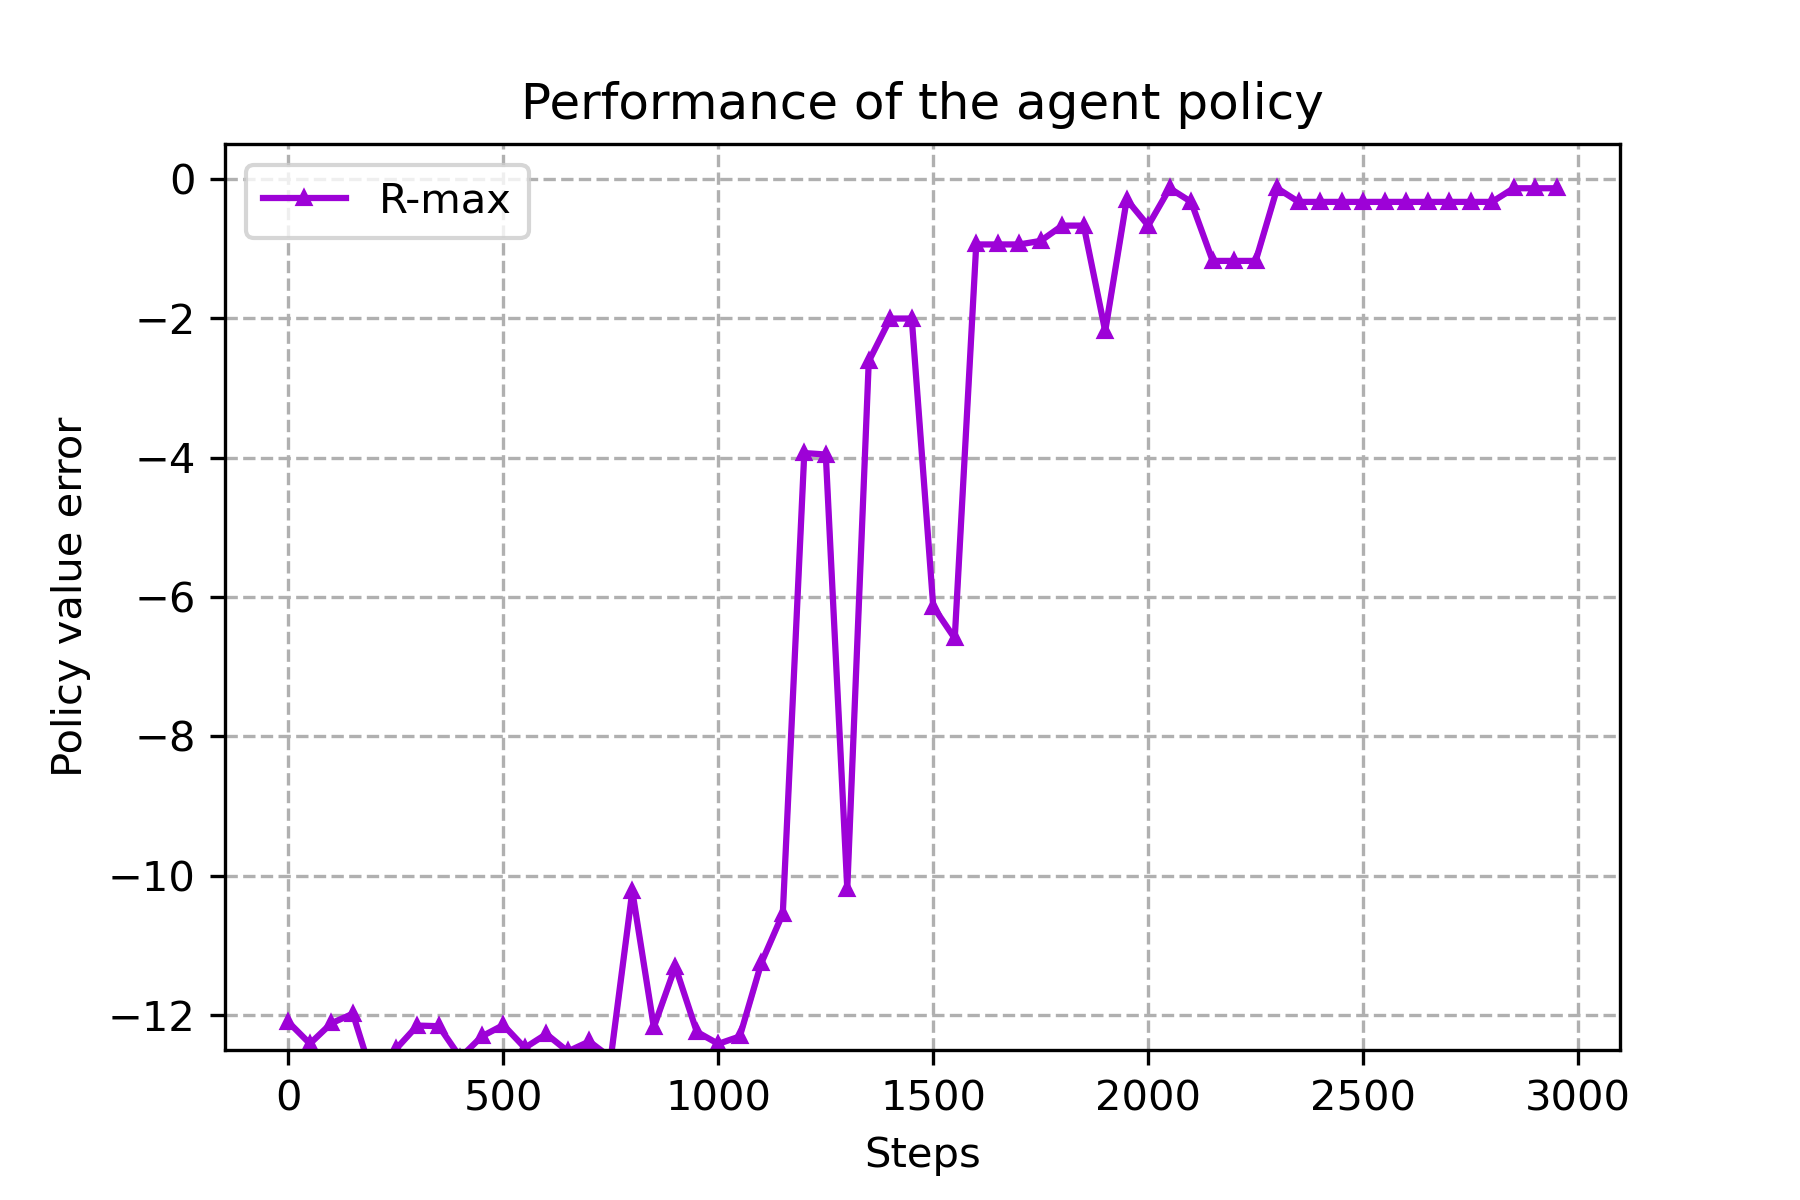 Performance of the agent policy
R-max
0
−2
−4
−6
−8
−10
−12
Policy value error
0 500 1000 1500 2000 2500 3000
Steps